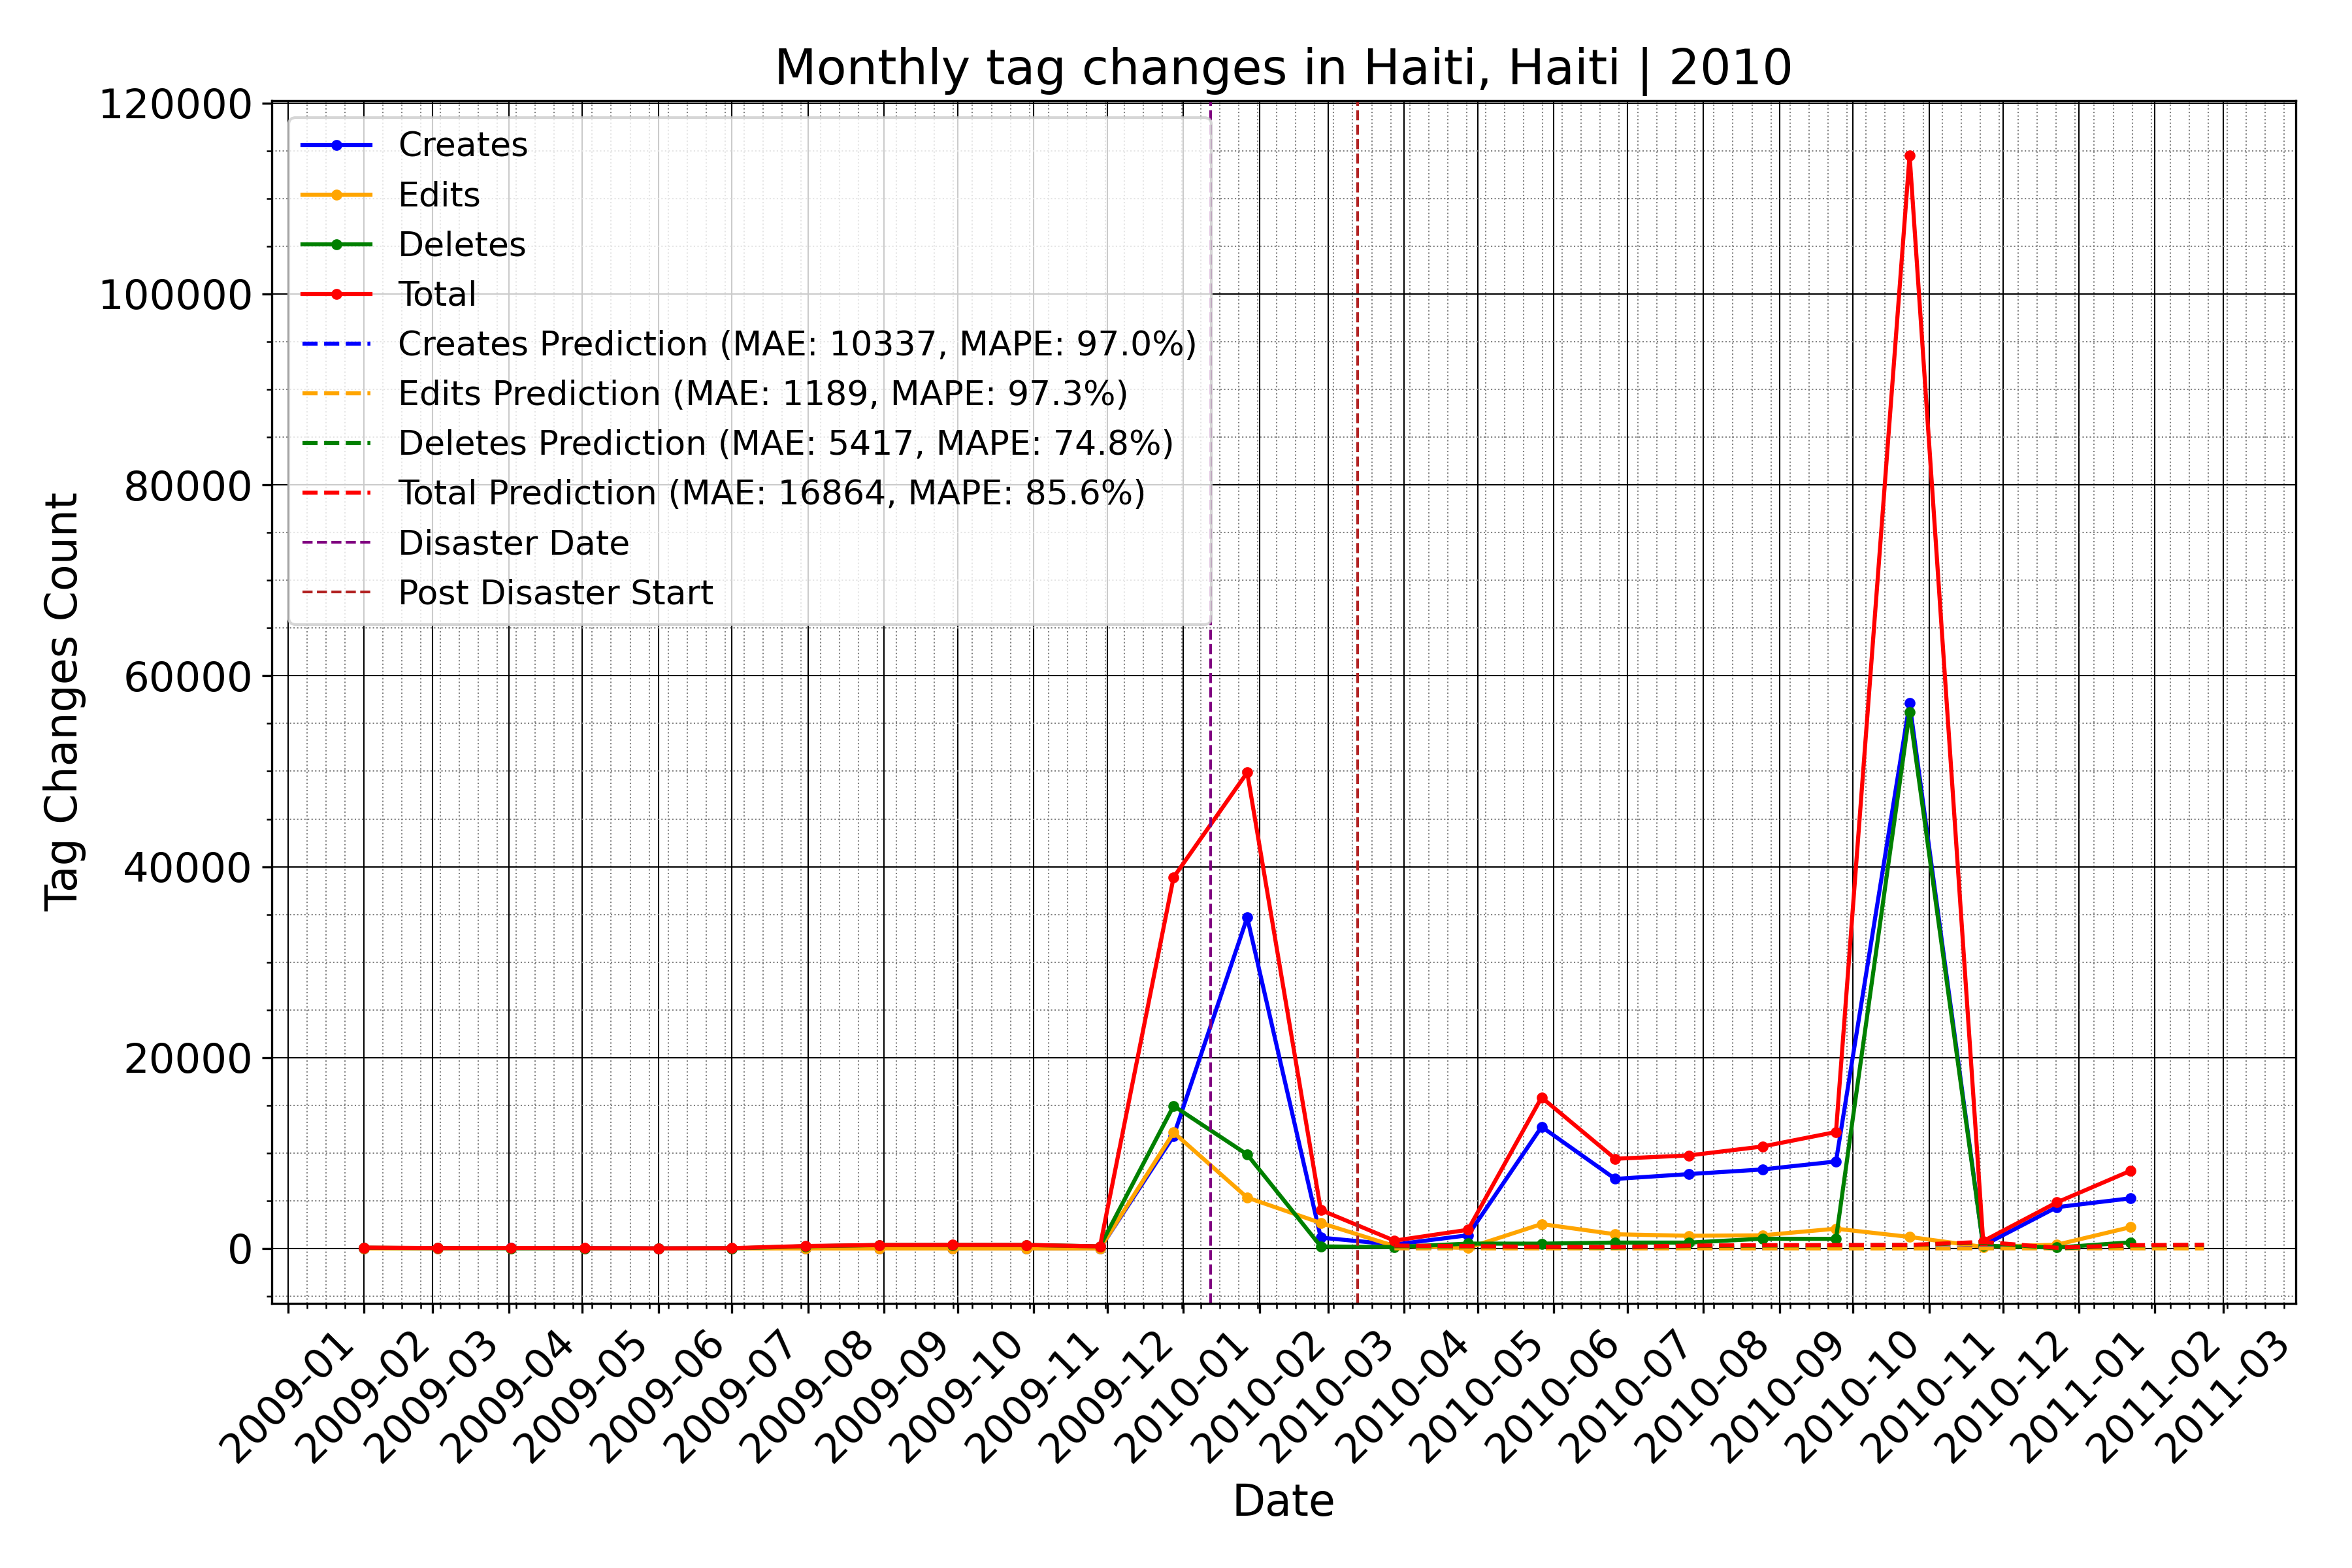 Monthly tag changes in Haiti, Haiti | 2010
Tag Changes Count
120000
100000
80000
60000
40000
20000
0
Creates
Edits
Deletes
Total
Creates Prediction (MAE: 10337, MAPE: 97.0%)
Edits Prediction (MAE: 1189, MAPE: 97.3%)
Deletes Prediction (MAE: 5417, MAPE: 74.8%)
Total Prediction (MAE: 16864, MAPE: 85.6%)
Disaster Date
Post Disaster Start
2009-01
2009-02
2009-03
2009-04
2009-05
2009-06
2009-07
2009-08
2009-09
2009-10
2009-11
2009-12
2010-01
2010-02
2010-03
2010-04
2010-05
2010-06
2010-07
2010-08
2010-09
2010-10
2010-11
2010-12
2011-01
2011-02
2011-03
Date